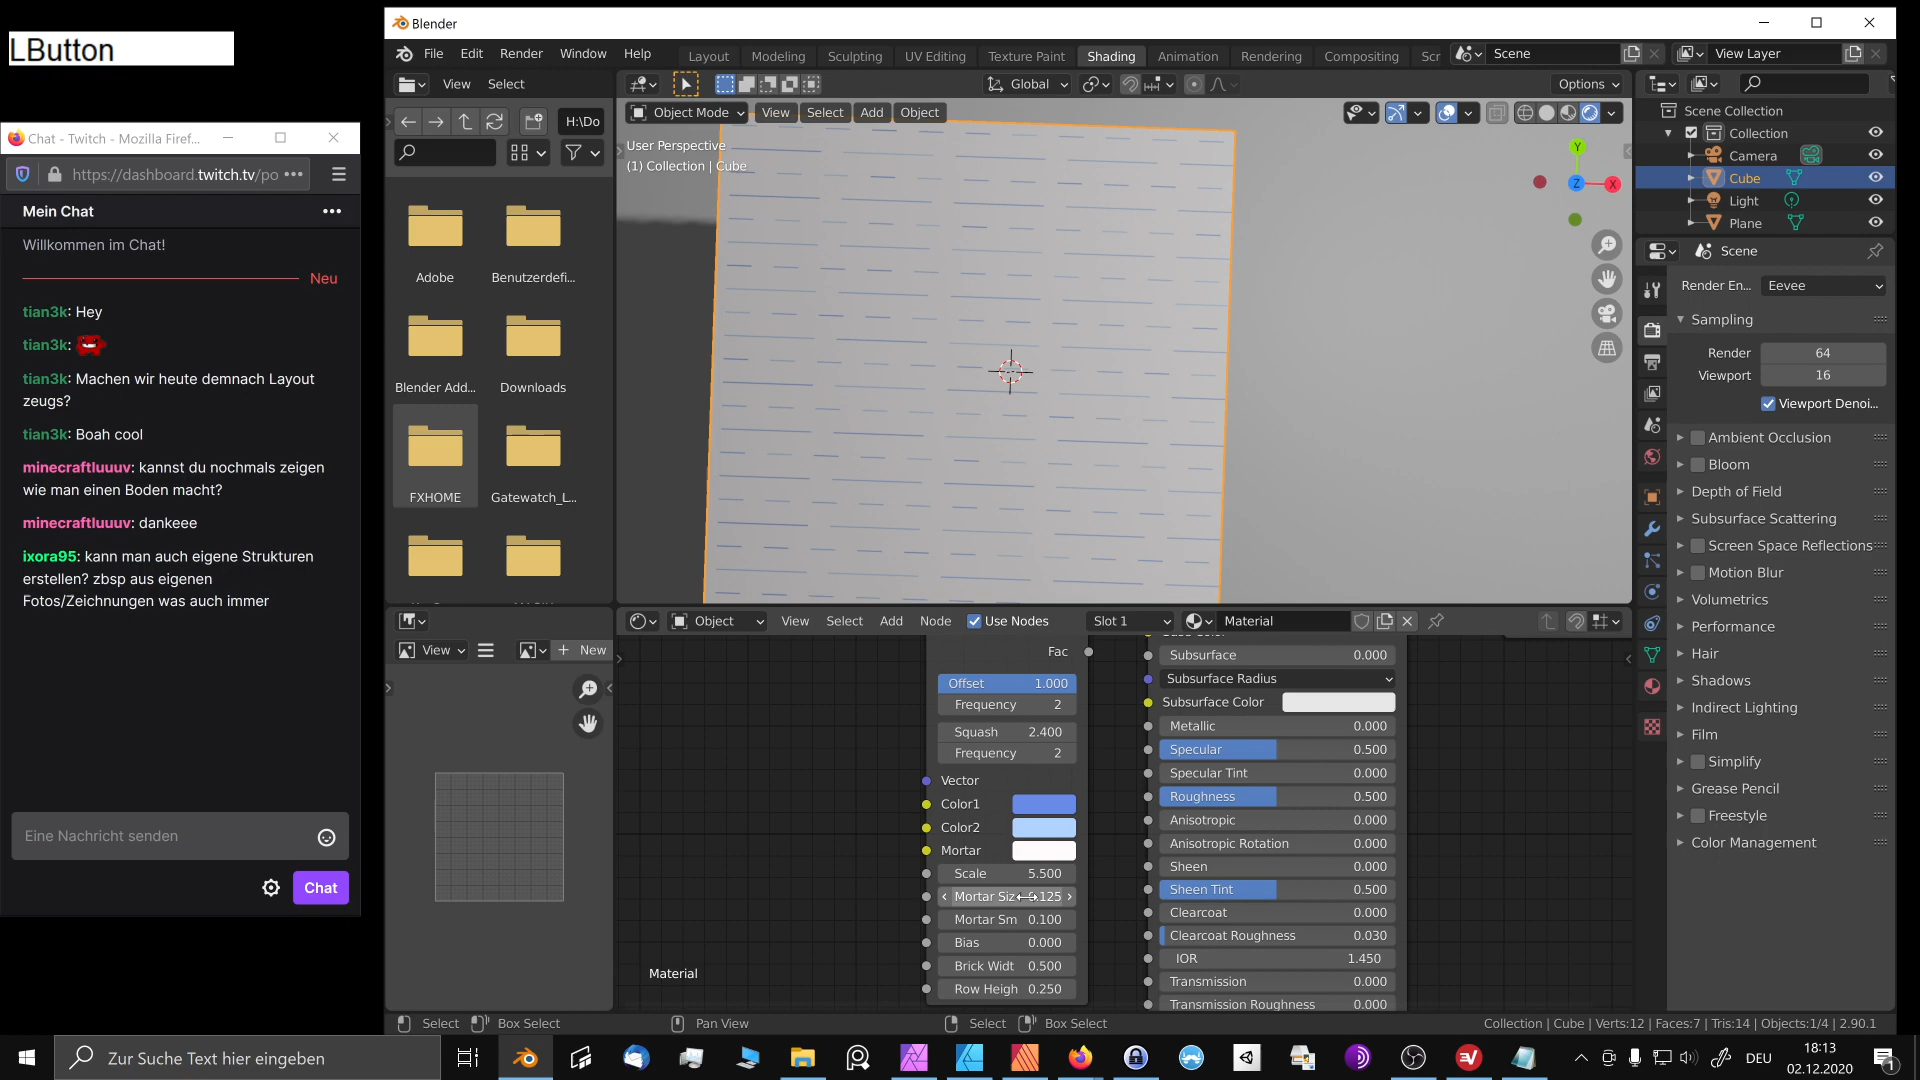 LButton
Chat - Twitch - Mozilla Firef...
https://dashboard.twitch.tv/po
Mein Chat
Willkommen im Chat!
Neu
tian3k: Hey
tian3k:
tian3k: Machen wir heute demnach Layout
zeugs?
tian3k: Boah cool
minecraftluuuv: kannst du nochmals zeigen
wie man einen Boden macht?
minecraftluuuv: dankeee
ixora95: kann man auch eigene Strukturen
erstellen? zbsp aus eigenen
Fotos/Zeichnungen was auch immer
Eine Nachricht senden
Chat
Blender
File Edit Render Window Help
Layout Modeling Sculpting UV Editing Texture Paint Shading Animation Rendering Compositing Scr
Scene
View Layer
View Select
Global
Options
H:\Do
Object Mode View Select Add Object
User Perspective
(1) Collection | Cube
Y
Z
X
Adobe
Benutzerdefi...
Blender Add...
Downloads
FXHOME
Gatewatch_L...
Scene Collection
Collection
Camera
Cube
Light
Plane
Scene
Render En... Eevee
Sampling
Render 64
Viewport 16
Viewport Denoi...
Ambient Occlusion
Bloom
Depth of Field
Subsurface Scattering
Screen Space Reflections
Motion Blur
Volumetrics
Performance
Hair
Shadows
Indirect Lighting
Film
Simplify
Grease Pencil
Freestyle
Color Management
View
New
Object View Select Add Node Use Nodes Slot 1 Material
Fac
Offset 1.000
Frequency 2
Squash 2.400
Frequency 2
Vector
Color1
Color2
Mortar
Scale 5.500
Mortar Siz .125
Mortar Sm 0.100
Bias 0.000
Brick Widt 0.500
Row Heigh 0.250
Subsurface 0.000
Subsurface Radius
Subsurface Color
Metallic 0.000
Specular 0.500
Specular Tint 0.000
Roughness 0.500
Anisotropic 0.000
Anisotropic Rotation 0.000
Sheen 0.000
Sheen Tint 0.500
Clearcoat 0.000
Clearcoat Roughness 0.030
IOR 1.450
Transmission 0.000
Transmission Roughness 0.000
Material
Select Box Select Pan View Select Box Select
Collection | Cube | Verts:12 | Faces:7 | Tris:14 | Objects:1/4 | 2.90.1
Zur Suche Text hier eingeben
DEU
18:13
02.12.2020
1